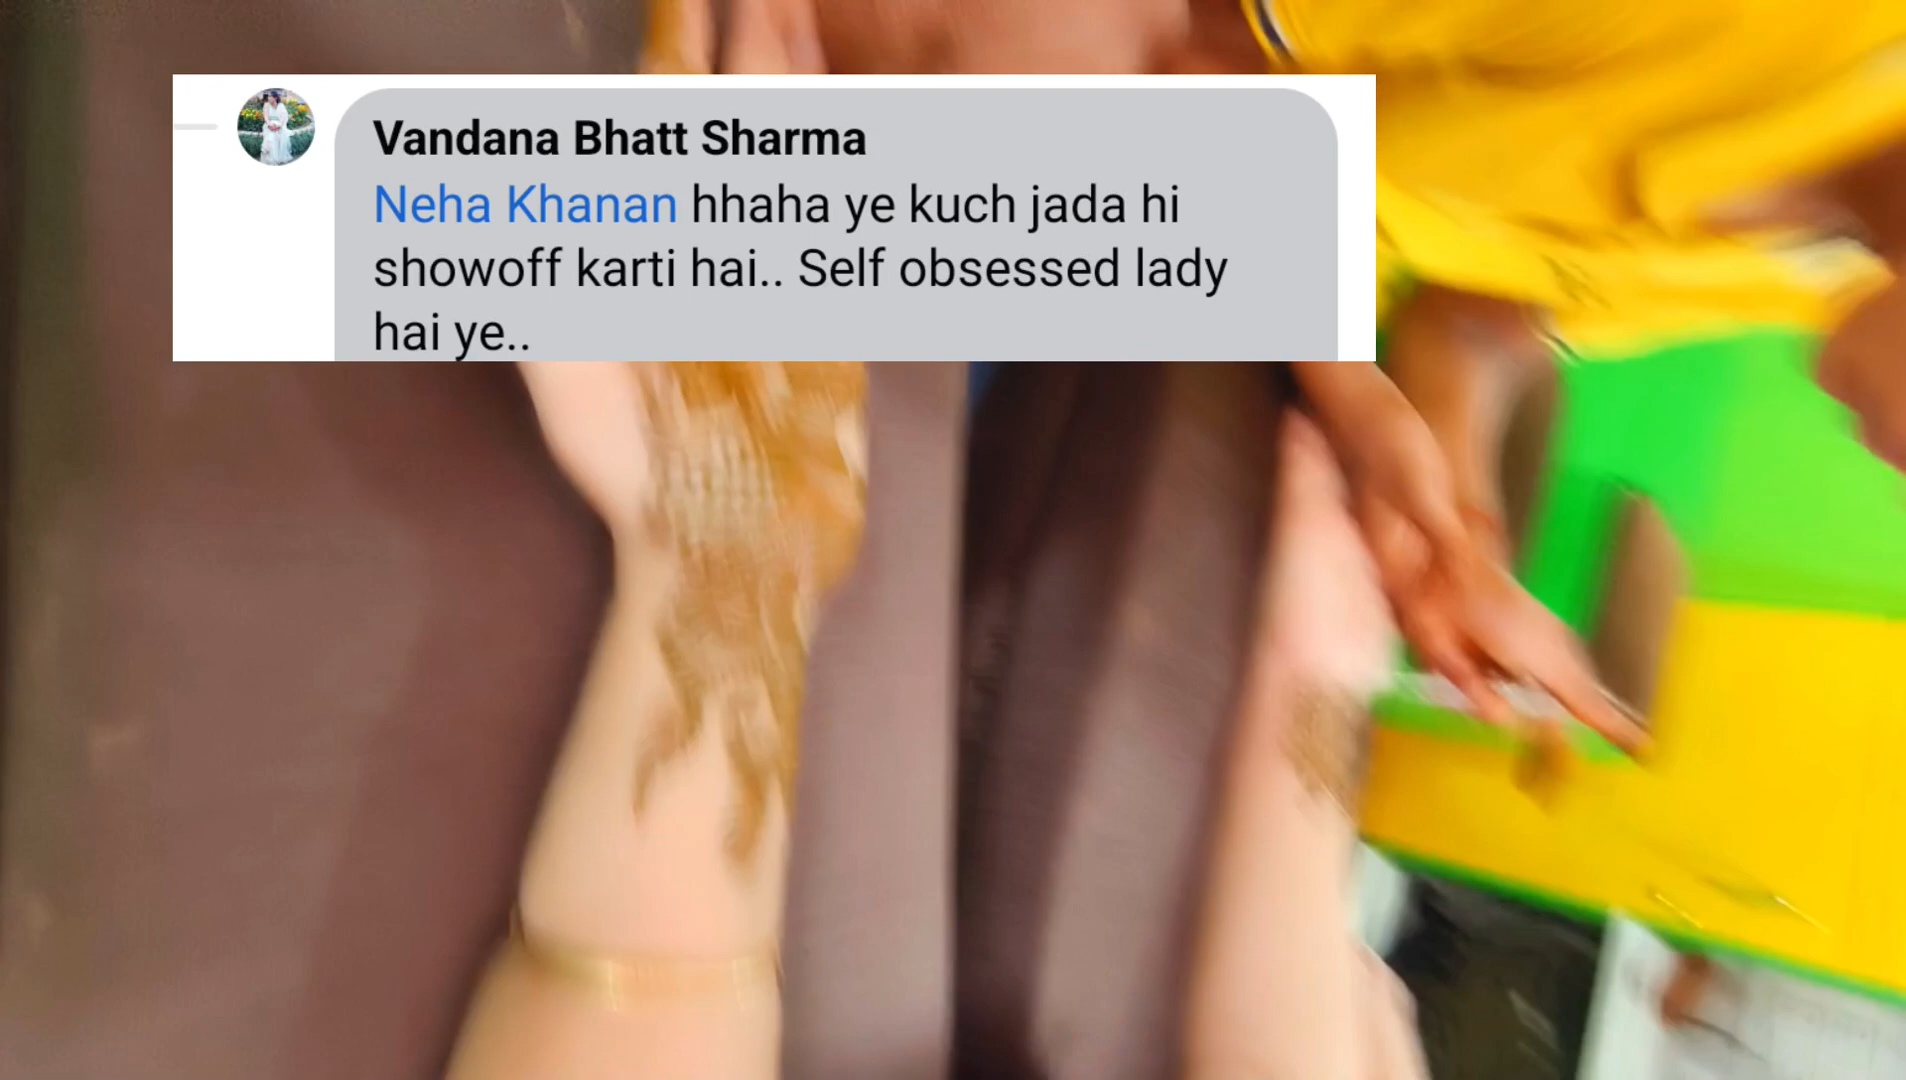 Vandana Bhatt Sharma
Neha Khanan hhaha ye kuch jada hi
showoff karti hai.. Self obsessed lady
hai ye..